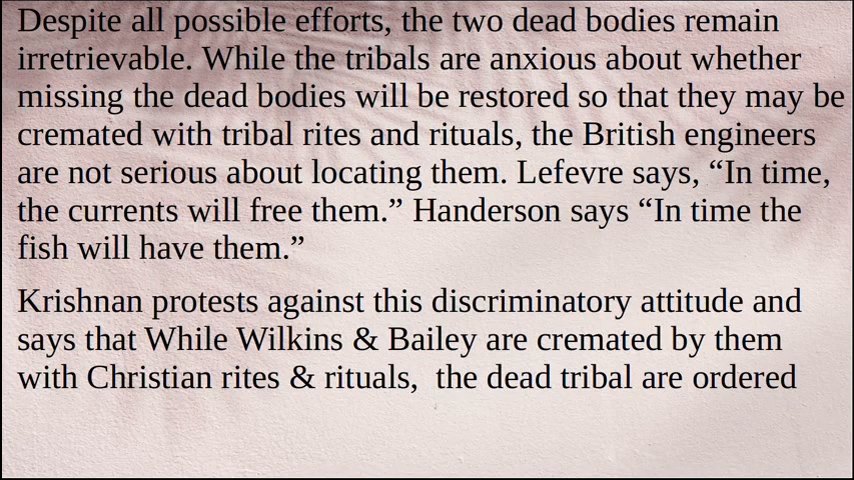 Despite all possible efforts, the two dead bodies remain
irretrievable. While the tribals are anxious about whether
missing the dead bodies will be restored so that they may be
cremated with tribal rites and rituals, the British engineers
are not serious about locating them. Lefevre says, “In time,
the currents will free them.” Handerson says “In time the
fish will have them.”
Krishnan protests against this discriminatory attitude and
says that While Wilkins & Bailey are cremated by them
with Christian rites & rituals,  the dead tribal are ordered